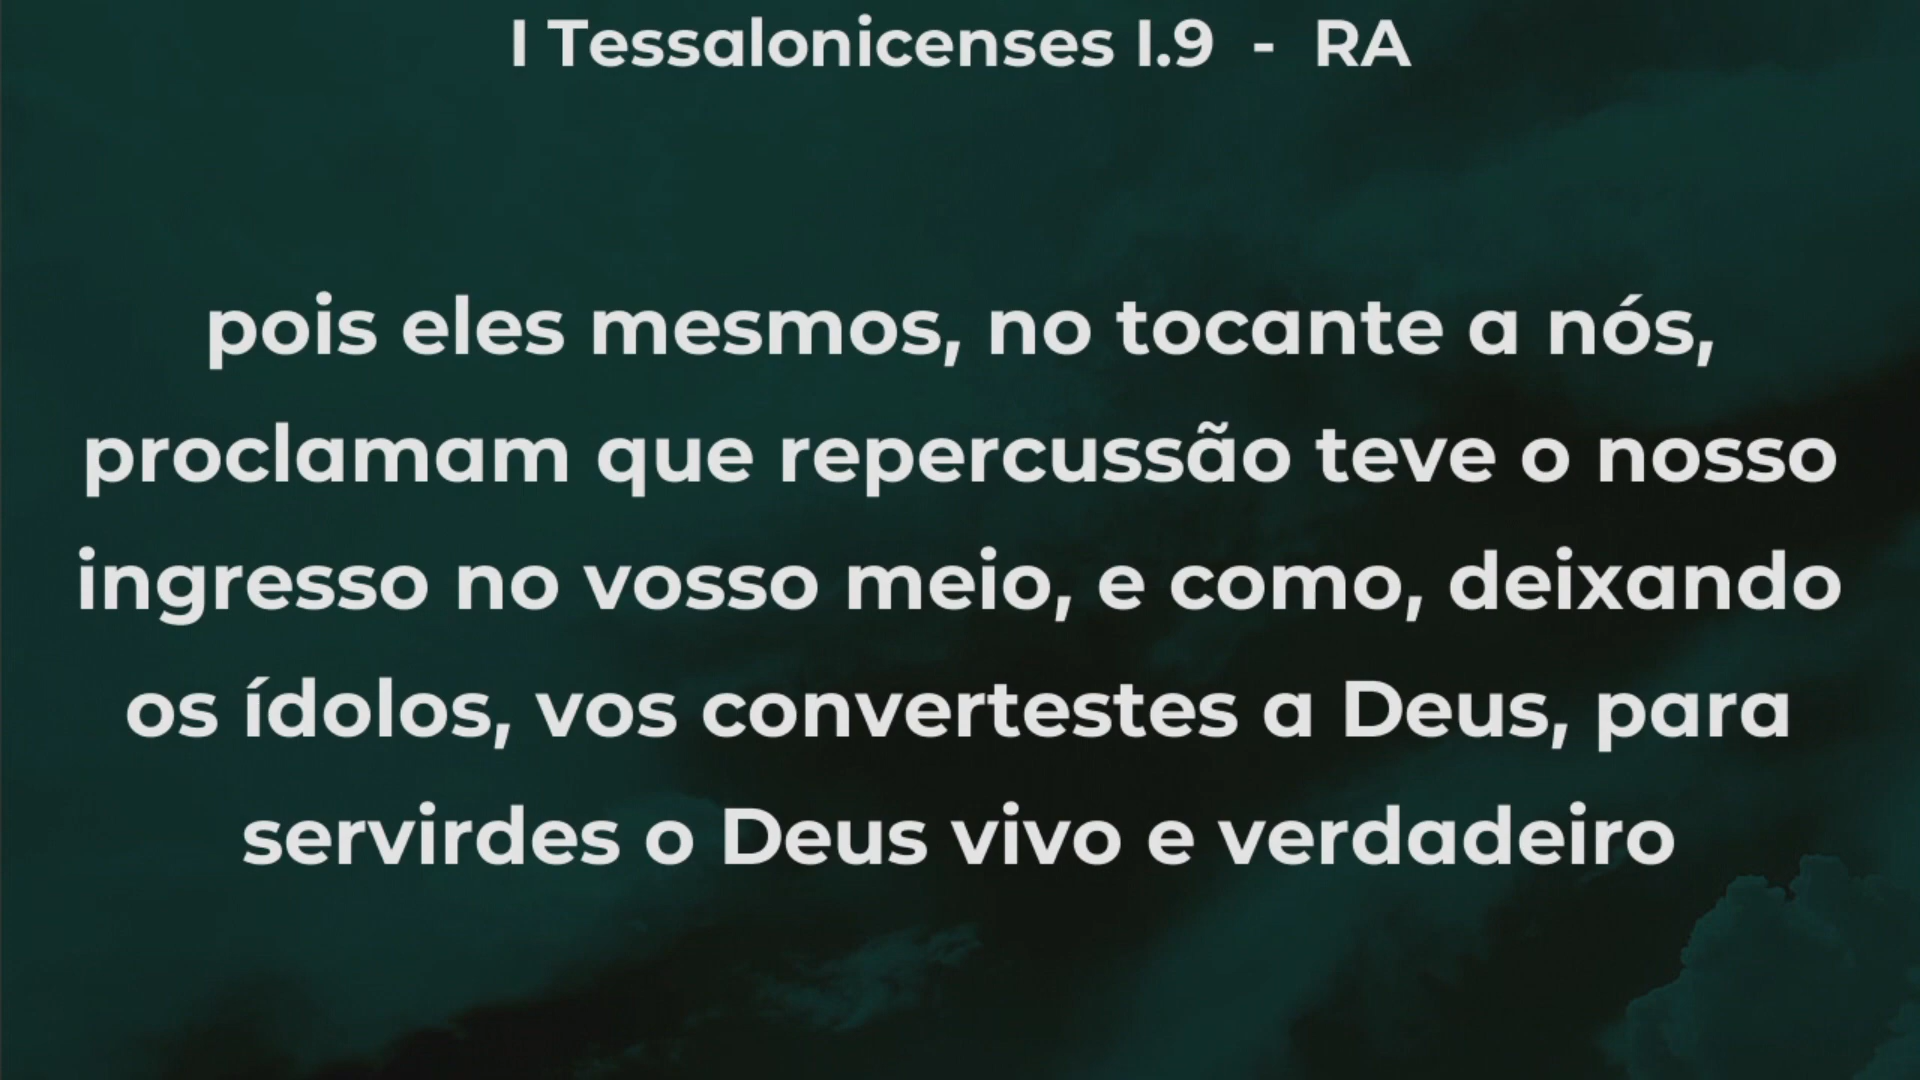 I Tessalonicenses I.9 - RA
pois eles mesmos, no tocante a nós,
proclamam que repercussão teve o nosso
ingresso no vosso meio, e como, deixando
os ídolos, vos convertestes a Deus, para
servirdes o Deus vivo e verdadeiro